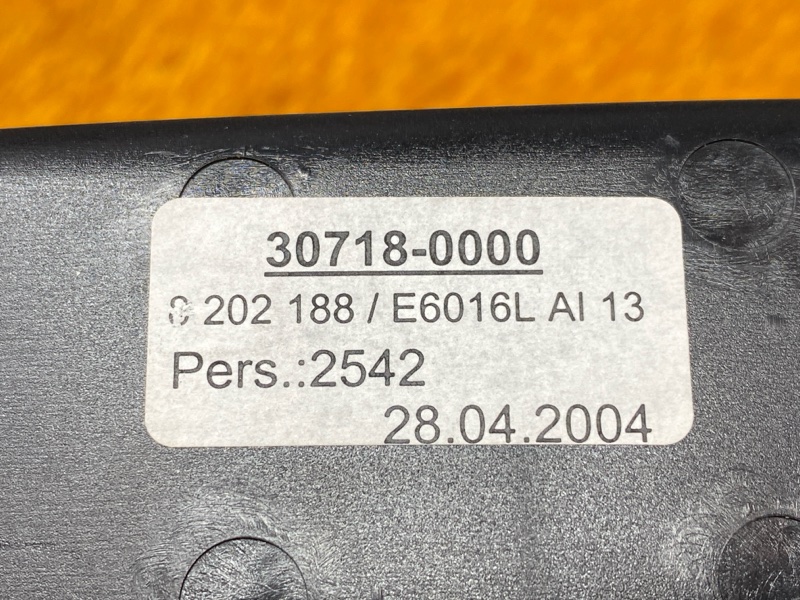 30718-0000
202 188 / E6016L AI 13
Pers.:2542
28.04.2004